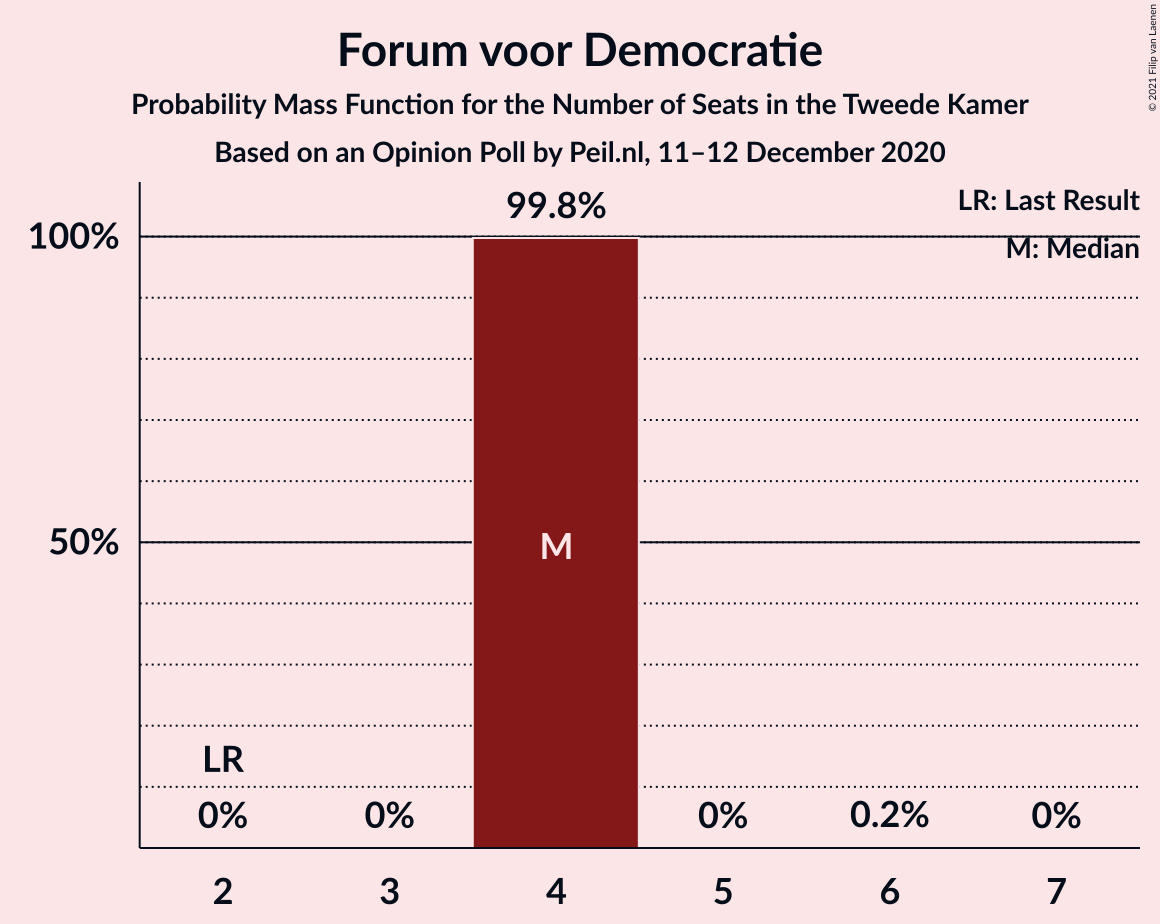 Forum voor Democratie
Probability Mass Function for the Number of Seats in the Tweede Kamer
Based on an Opinion Poll by Peil.nl, 11–12 December 2020
© 2021 Filip van Laenen
LR: Last Result
M: Median
99.8%
100%
50%
M
LR
0%
0%
0%
0.2%
0%
2
3
4
5
6
7